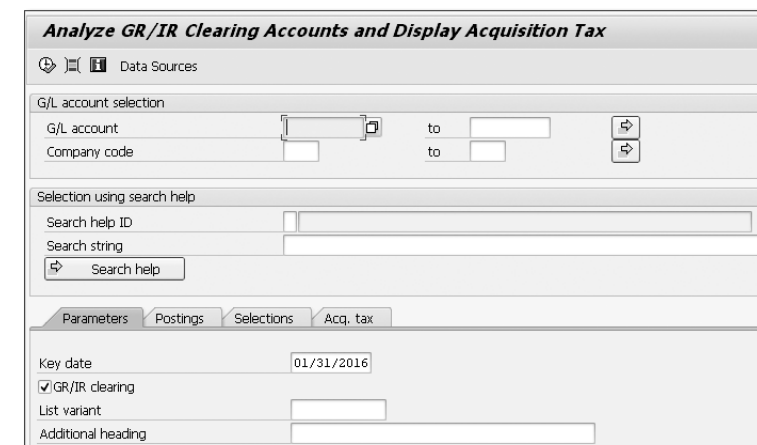 Analyze GR/IR Clearing Accounts and Display Acquisition Tax
Data Sources
G/L account selection
G/L account to
Company code to
Selection using search help
Search help ID
Search string
Search help
Parameters Postings Selections Acq. tax
Key date 01/31/2016
GR/IR clearing
List variant
Additional heading